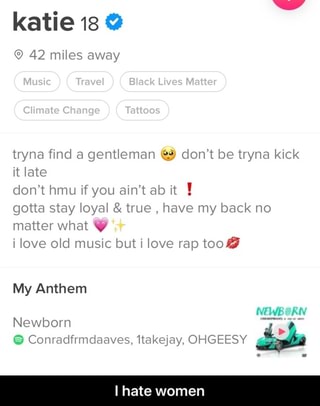 katie 18
42 miles away
Music Travel Black Lives Matter
Climate Change Tattoos
tryna find a gentleman 🥺 don't be tryna kick
it late
don't hmu if you ain't ab it ❗
gotta stay loyal & true , have my back no
matter what 💗✨
i love old music but i love rap too💋
My Anthem
Newborn
Conradfrmdaaves, 1takejay, OHGEESY
NEWBORN
I hate women